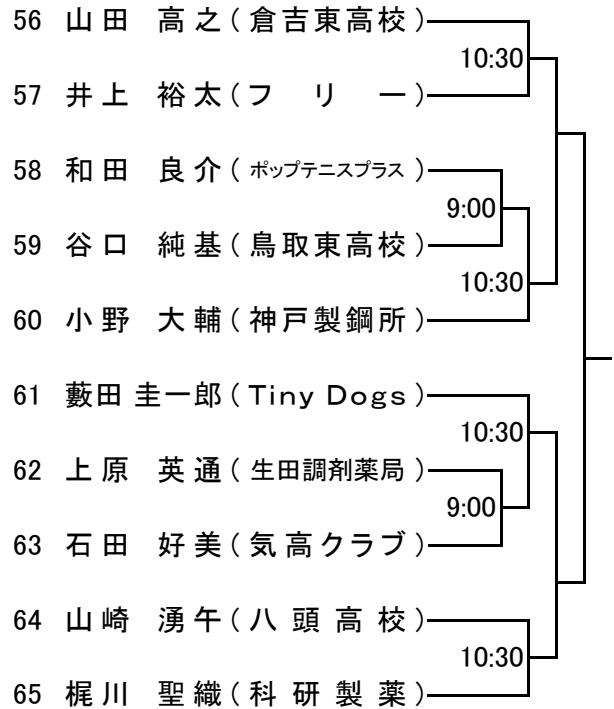 56 山田 高之(倉吉東高校)
10:30
57 井上 裕太(フリー)
58 和田 良介(ポップテニスプラス)
9:00
59 谷口 純基(鳥取東高校)
10:30
60 小野 大輔(神戸製鋼所)
61 藪田 圭一郎(Tiny Dogs)
10:30
62 上原 英通(生田調剤薬局)
9:00
63 石田 好美(気高クラブ)
64 山崎 湧午(八頭高校)
10:30
65 梶川 聖織(科研製薬)